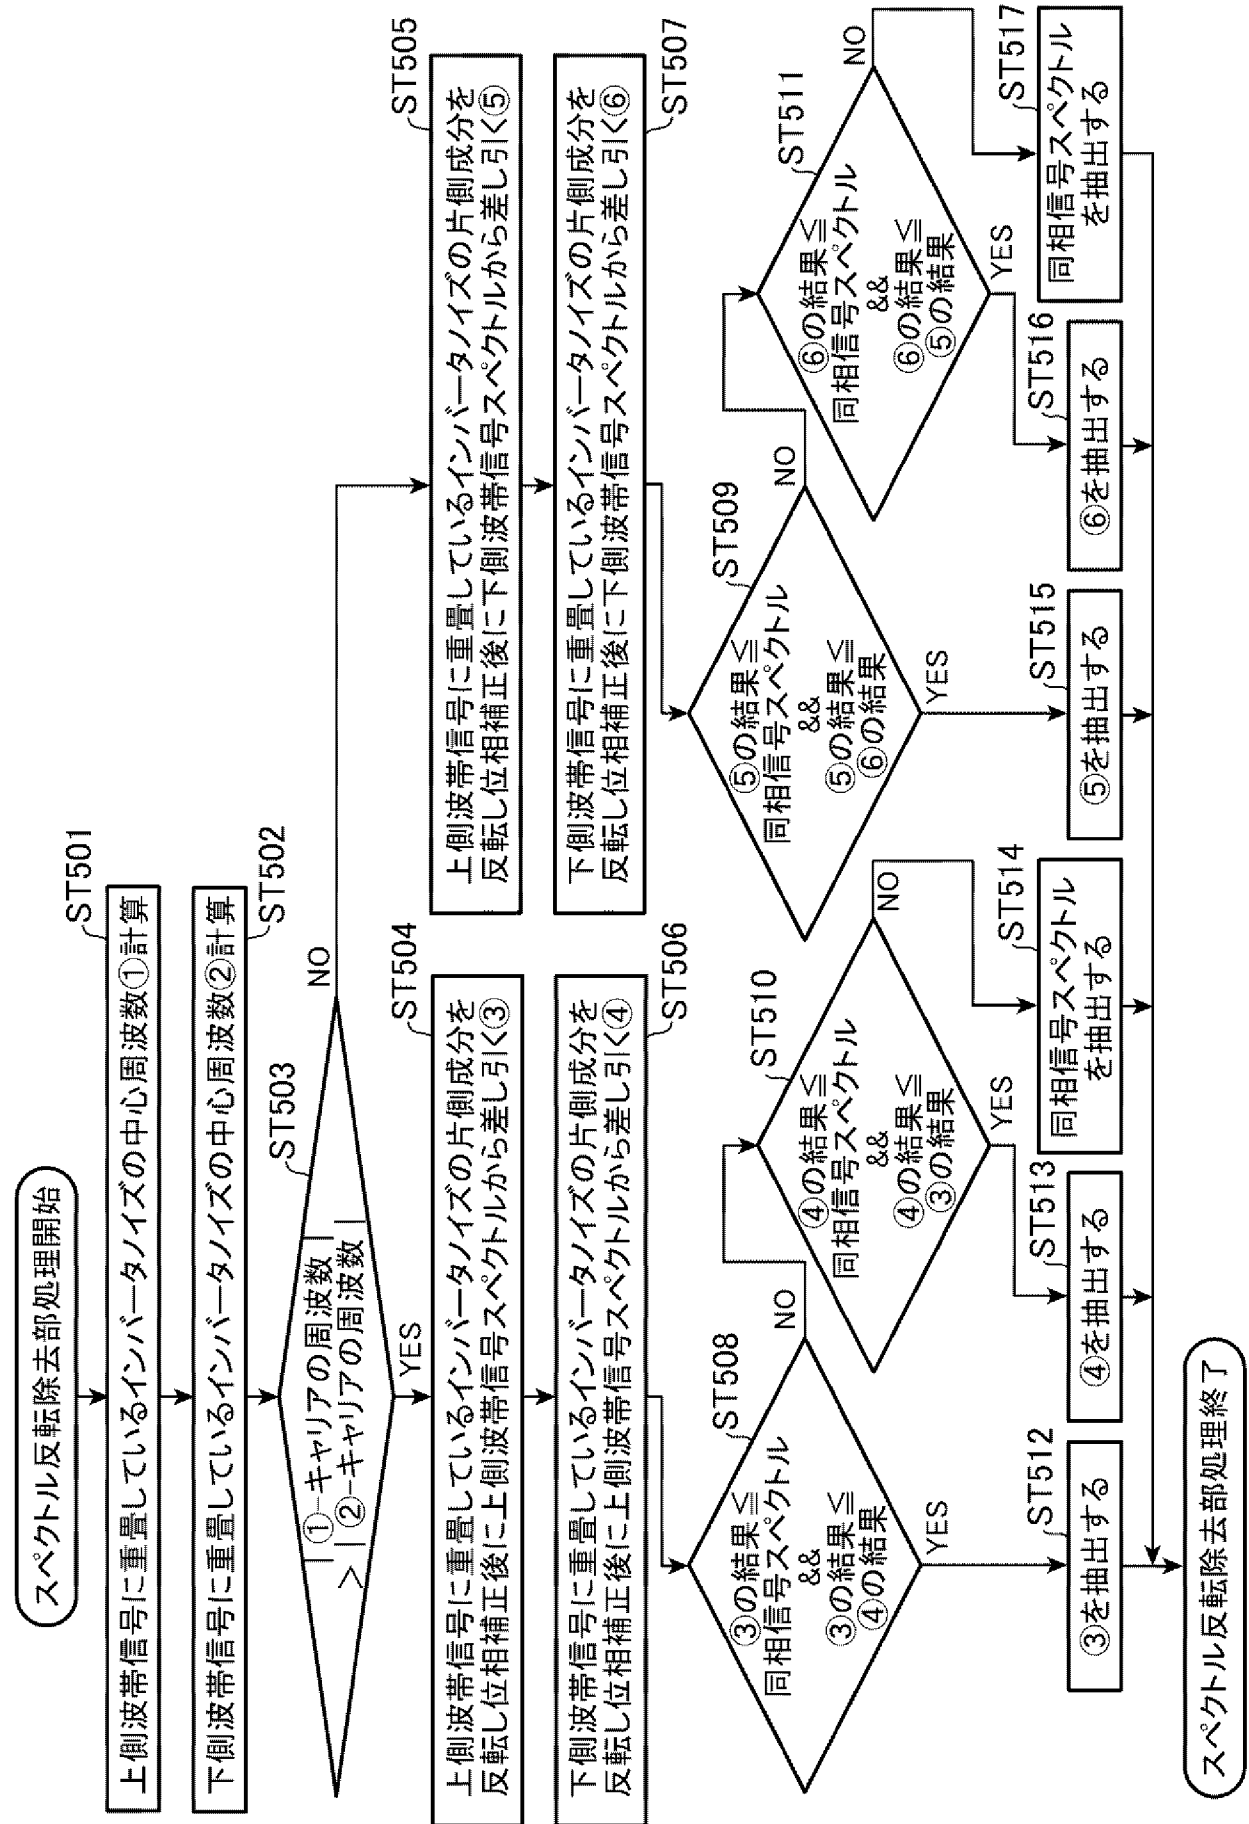 スペクトル反転除去部処理開始
ST501
上側波帯信号に重畳しているインバータノイズの中心周波数①計算
下側波帯信号に重畳しているインバータノイズの中心周波数②計算
ST502
ST503
|①−キャリアの周波数|
＞|②−キャリアの周波数|
YES
NO
ST504
上側波帯信号に重畳しているインバータノイズの片側成分を
反転し位相補正後に上側波帯信号スペクトルから差し引く③
ST505
上側波帯信号に重畳しているインバータノイズの片側成分を
反転し位相補正後に下側波帯信号スペクトルから差し引く⑤
下側波帯信号に重畳しているインバータノイズの片側成分を
反転し位相補正後に上側波帯信号スペクトルから差し引く④
ST506
下側波帯信号に重畳しているインバータノイズの片側成分を
反転し位相補正後に下側波帯信号スペクトルから差し引く⑥
ST507
ST508
③の結果≦
同相信号スペクトル
&&
③の結果≦
④の結果
YES
NO
ST510
④の結果≦
同相信号スペクトル
&&
④の結果≦
③の結果
YES
NO
ST509
⑤の結果≦
同相信号スペクトル
&&
⑤の結果≦
⑥の結果
YES
NO
ST511
⑥の結果≦
同相信号スペクトル
&&
⑥の結果≦
⑤の結果
YES
NO
ST512
③を抽出する
ST513
④を抽出する
ST514
同相信号スペクトル
を抽出する
ST515
⑤を抽出する
ST516
⑥を抽出する
ST517
同相信号スペクトル
を抽出する
スペクトル反転除去部処理終了